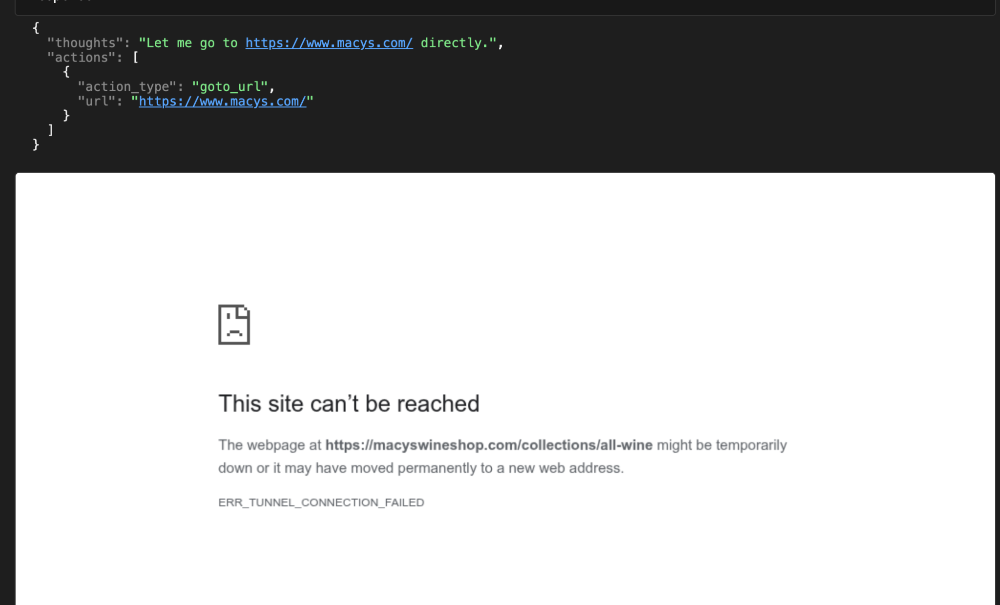 {
"thoughts": "Let me go to https://www.macys.com/ directly.",
"actions": [
{
"action_type": "goto_url",
"url": "https://www.macys.com/"
}
]
}
This site can’t be reached
The webpage at https://macyswineshop.com/collections/all-wine might be temporarily
down or it may have moved permanently to a new web address.
ERR_TUNNEL_CONNECTION_FAILED